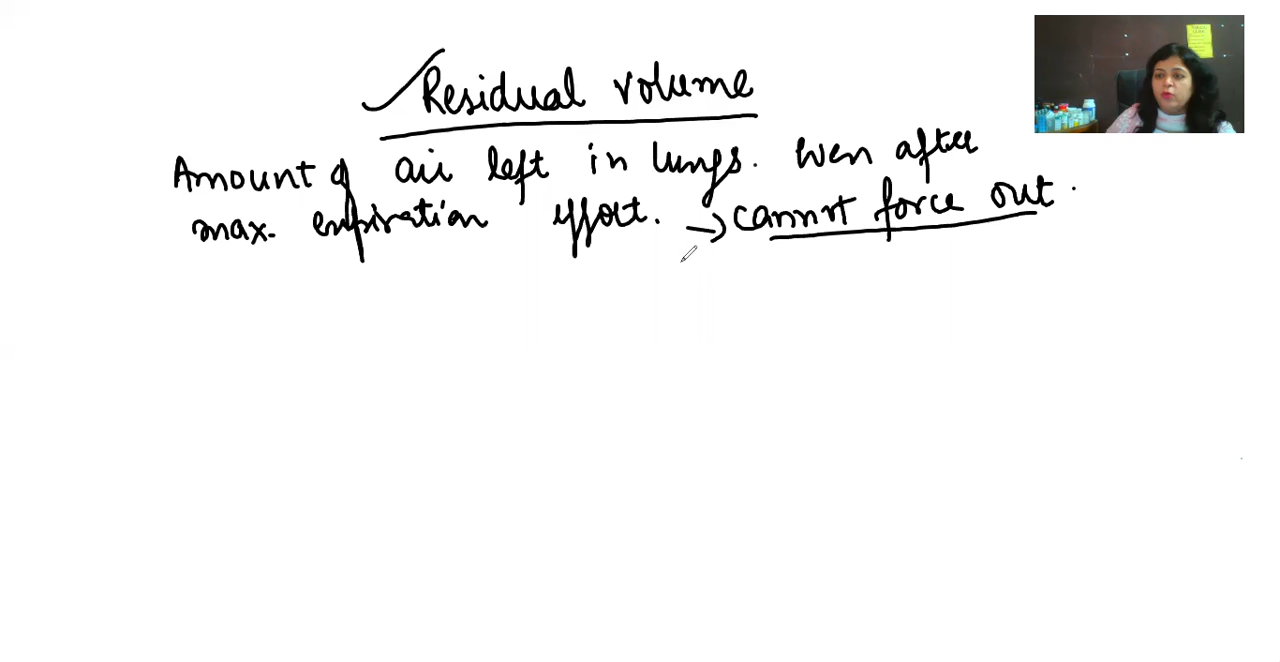 Residual volume
Amount of air left in lungs. even after
max. expiration effort. → cannot force out.